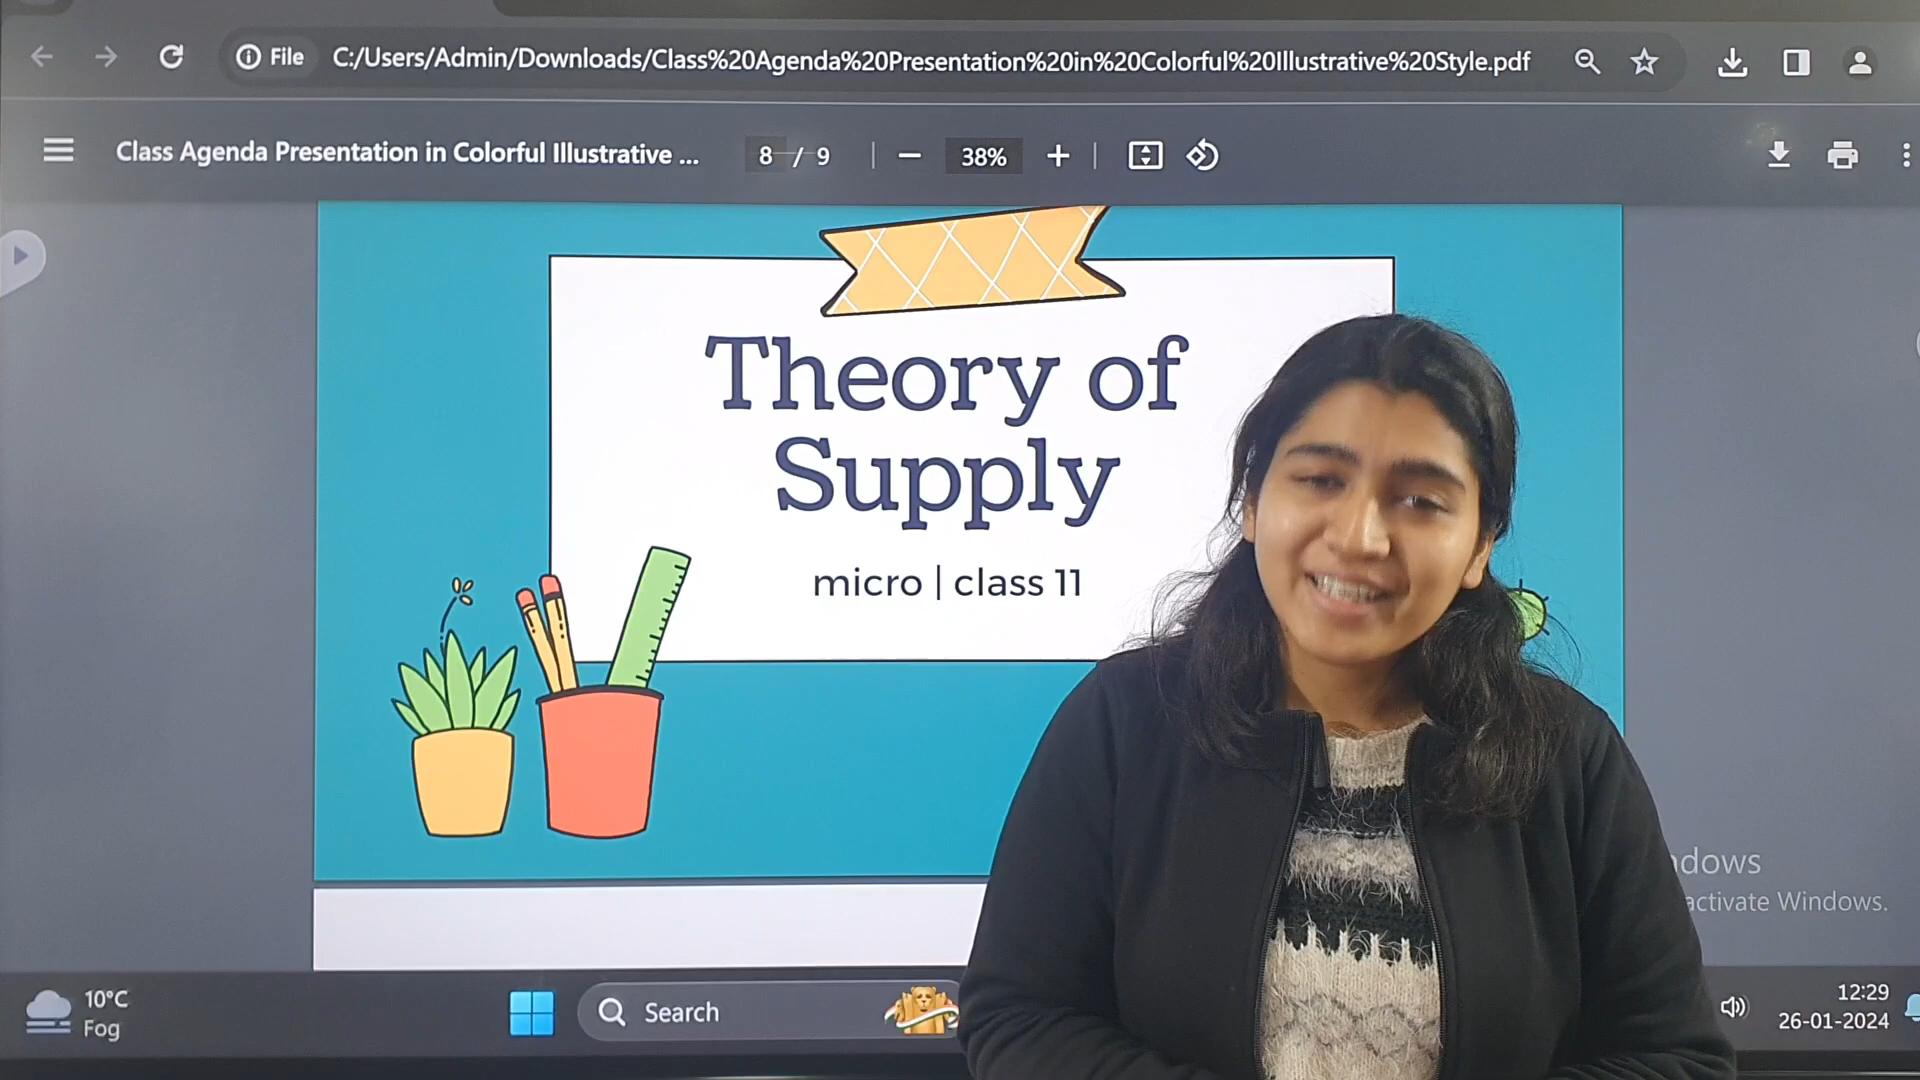 File
C:/Users/Admin/Downloads/Class%20Agenda%20Presentation%20in%20Colorful%20Illustrative%20Style.pdf
Class Agenda Presentation in Colorful Illustrative ...
8 / 9
38%
Theory of
Supply
micro | class 11
activate Windows.
10°C
Fog
Search
12:29
26-01-2024